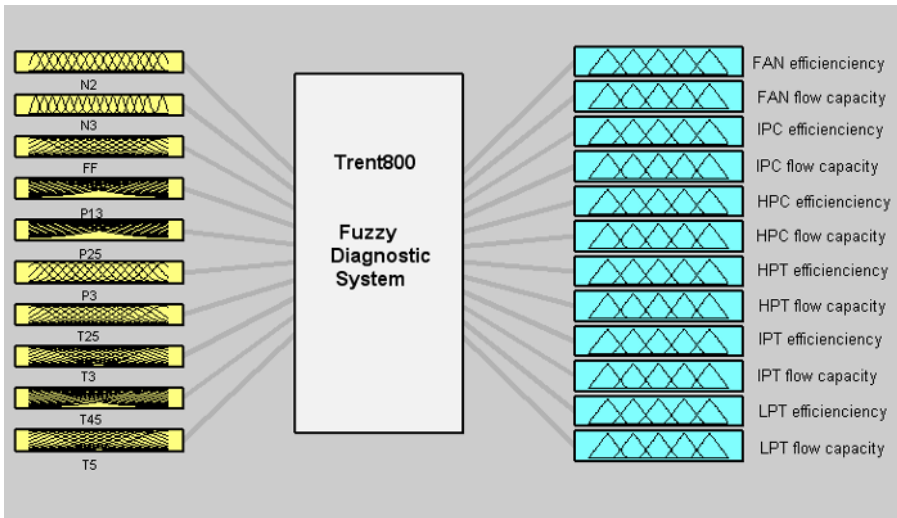 N2
N3
FF
P13
P25
P3
T25
T3
T45
T5
Trent800
Fuzzy
Diagnostic
System
FAN efficienciency
FAN flow capacity
IPC efficienciency
IPC flow capacity
HPC efficienciency
HPC flow capacity
HPT efficienciency
HPT flow capacity
IPT efficienciency
IPT flow capacity
LPT efficienciency
LPT flow capacity